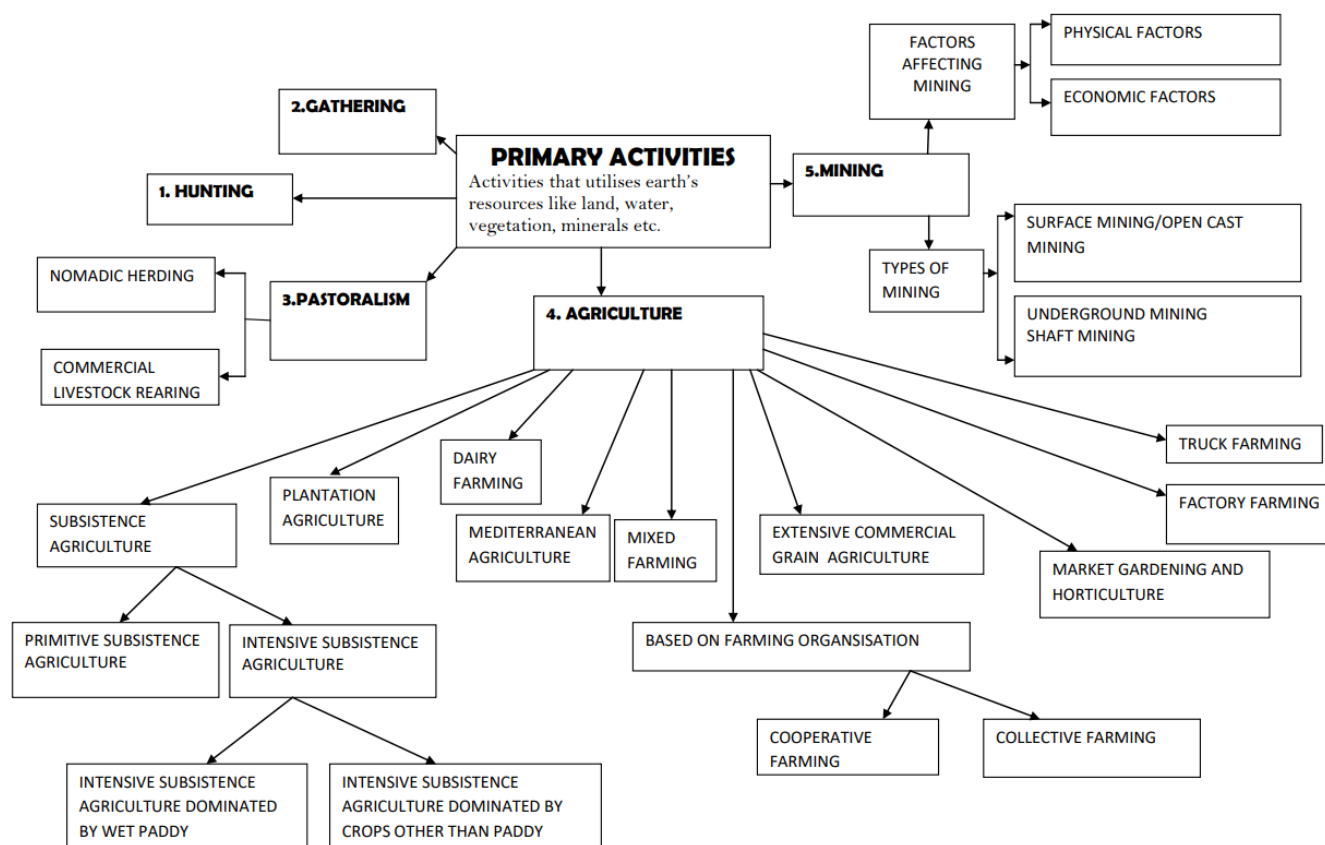 PRIMARY ACTIVITIES
Activities that utilises earth's
resources like land, water,
vegetation, minerals etc.
1. HUNTING
2.GATHERING
3.PASTORALISM
NOMADIC HERDING
COMMERCIAL
LIVESTOCK REARING
4. AGRICULTURE
SUBSISTENCE
AGRICULTURE
PRIMITIVE SUBSISTENCE
AGRICULTURE
INTENSIVE SUBSISTENCE
AGRICULTURE
INTENSIVE SUBSISTENCE
AGRICULTURE DOMINATED
BY WET PADDY
INTENSIVE SUBSISTENCE
AGRICULTURE DOMINATED BY
CROPS OTHER THAN PADDY
PLANTATION
AGRICULTURE
DAIRY
FARMING
MEDITERRANEAN
AGRICULTURE
MIXED
FARMING
BASED ON FARMING ORGANISATION
COOPERATIVE
FARMING
COLLECTIVE FARMING
EXTENSIVE COMMERCIAL
GRAIN AGRICULTURE
MARKET GARDENING AND
HORTICULTURE
FACTORY FARMING
TRUCK FARMING
5.MINING
FACTORS
AFFECTING
MINING
PHYSICAL FACTORS
ECONOMIC FACTORS
TYPES OF
MINING
SURFACE MINING/OPEN CAST
MINING
UNDERGROUND MINING
SHAFT MINING